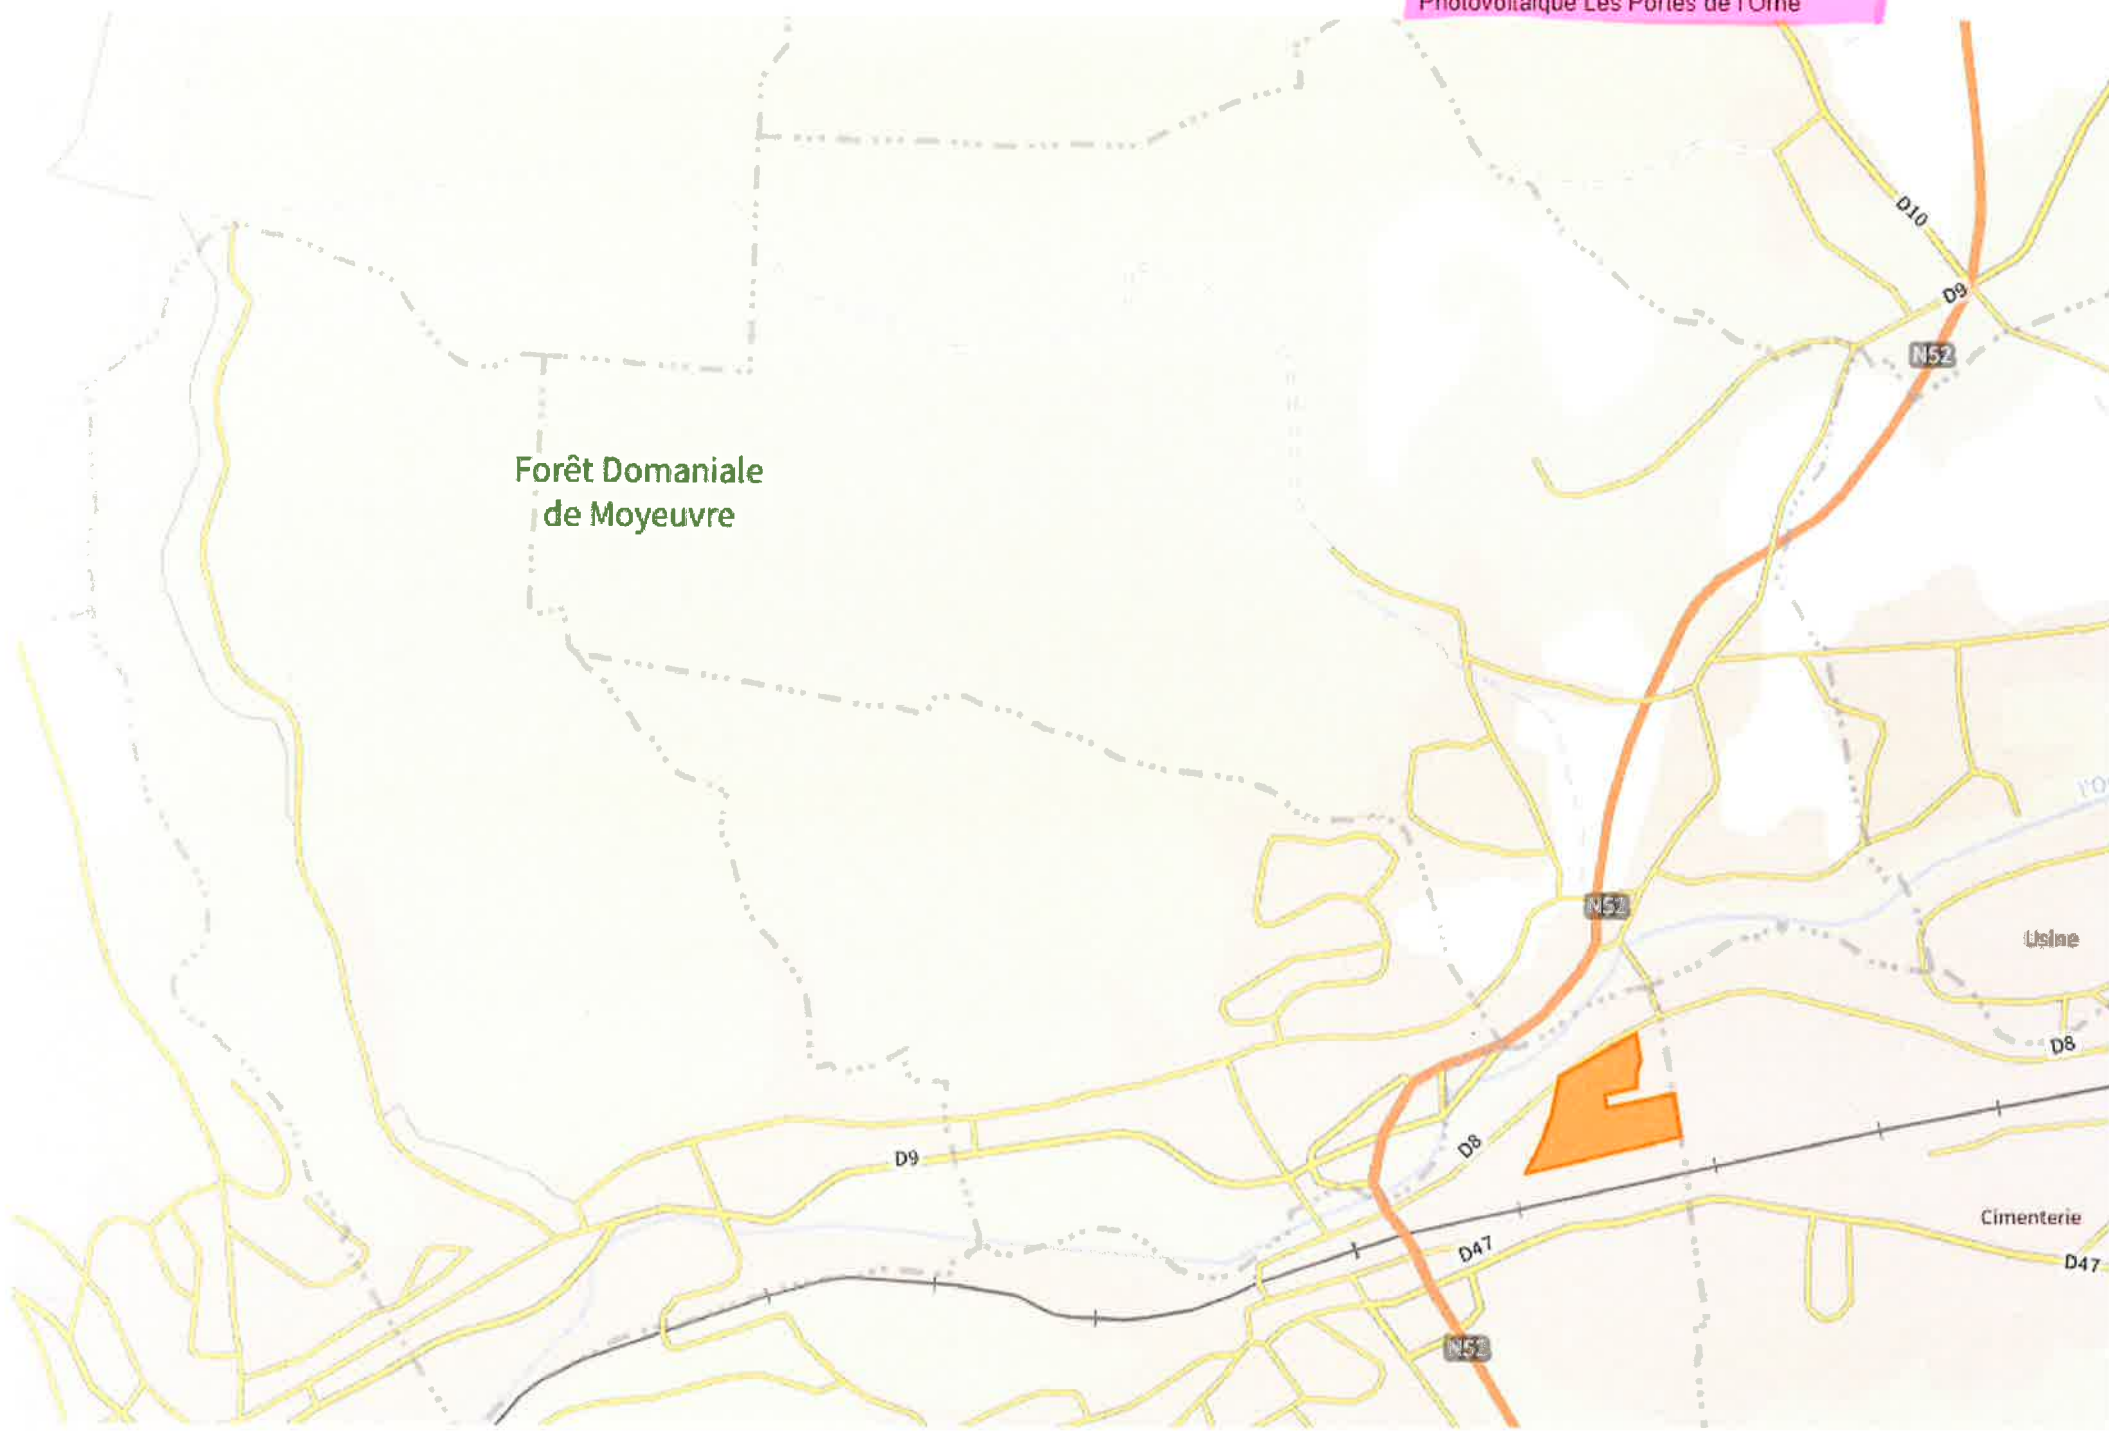 Photovoltaïque Les Portes de l'Orne
D10
D9
N52
Forêt Domaniale
de Moyeuvre
N52
Usine
D8
D9
D8
Cimenterie
D47
D47
N52